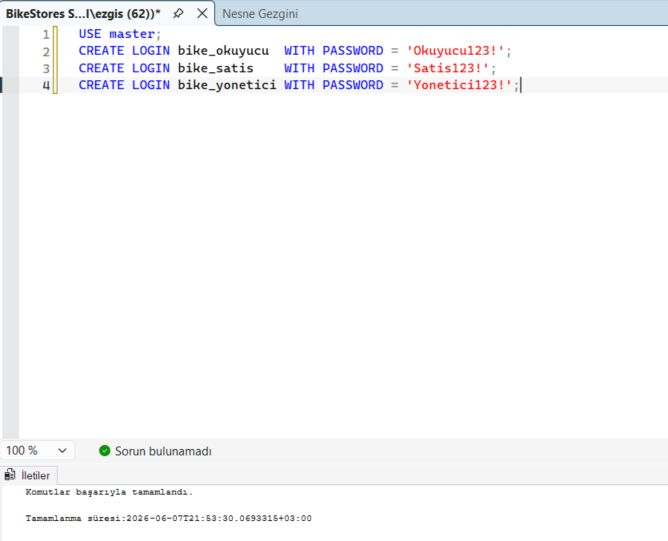 BikeStores S...l\ezgis (62))*
Nesne Gezgini
1 USE master;
2 CREATE LOGIN bike_okuyucu  WITH PASSWORD = 'Okuyucu123!';
3 CREATE LOGIN bike_satis    WITH PASSWORD = 'Satis123!';
4 CREATE LOGIN bike_yonetici WITH PASSWORD = 'Yonetici123!';
100 %
Sorun bulunamadı
İletiler
Komutlar başarıyla tamamlandı.
Tamamlanma süresi:2026-06-07T21:53:30.0693315+03:00